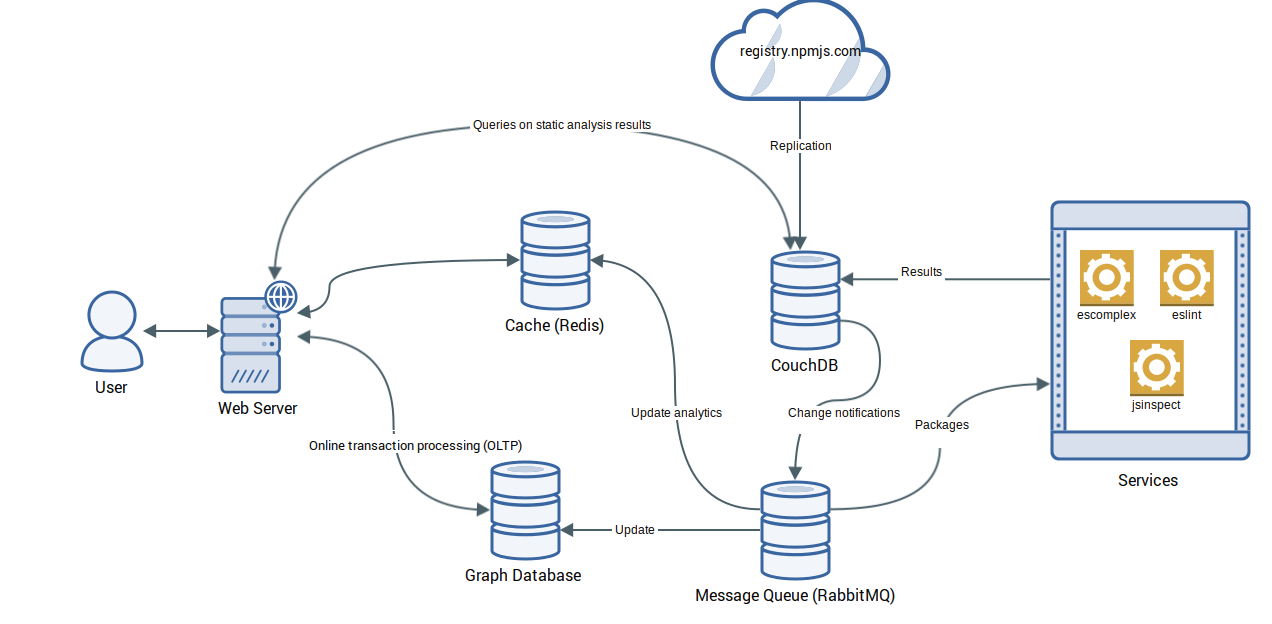 registry.npmjs.com
Queries on static analysis results
Replication
Results
escomplex
eslint
Cache (Redis)
CouchDB
User
Web Server
jsinspect
Update analytics
Change notifications
Packages
Online transaction processing (OLTP)
Services
Update
Graph Database
Message Queue (RabbitMQ)